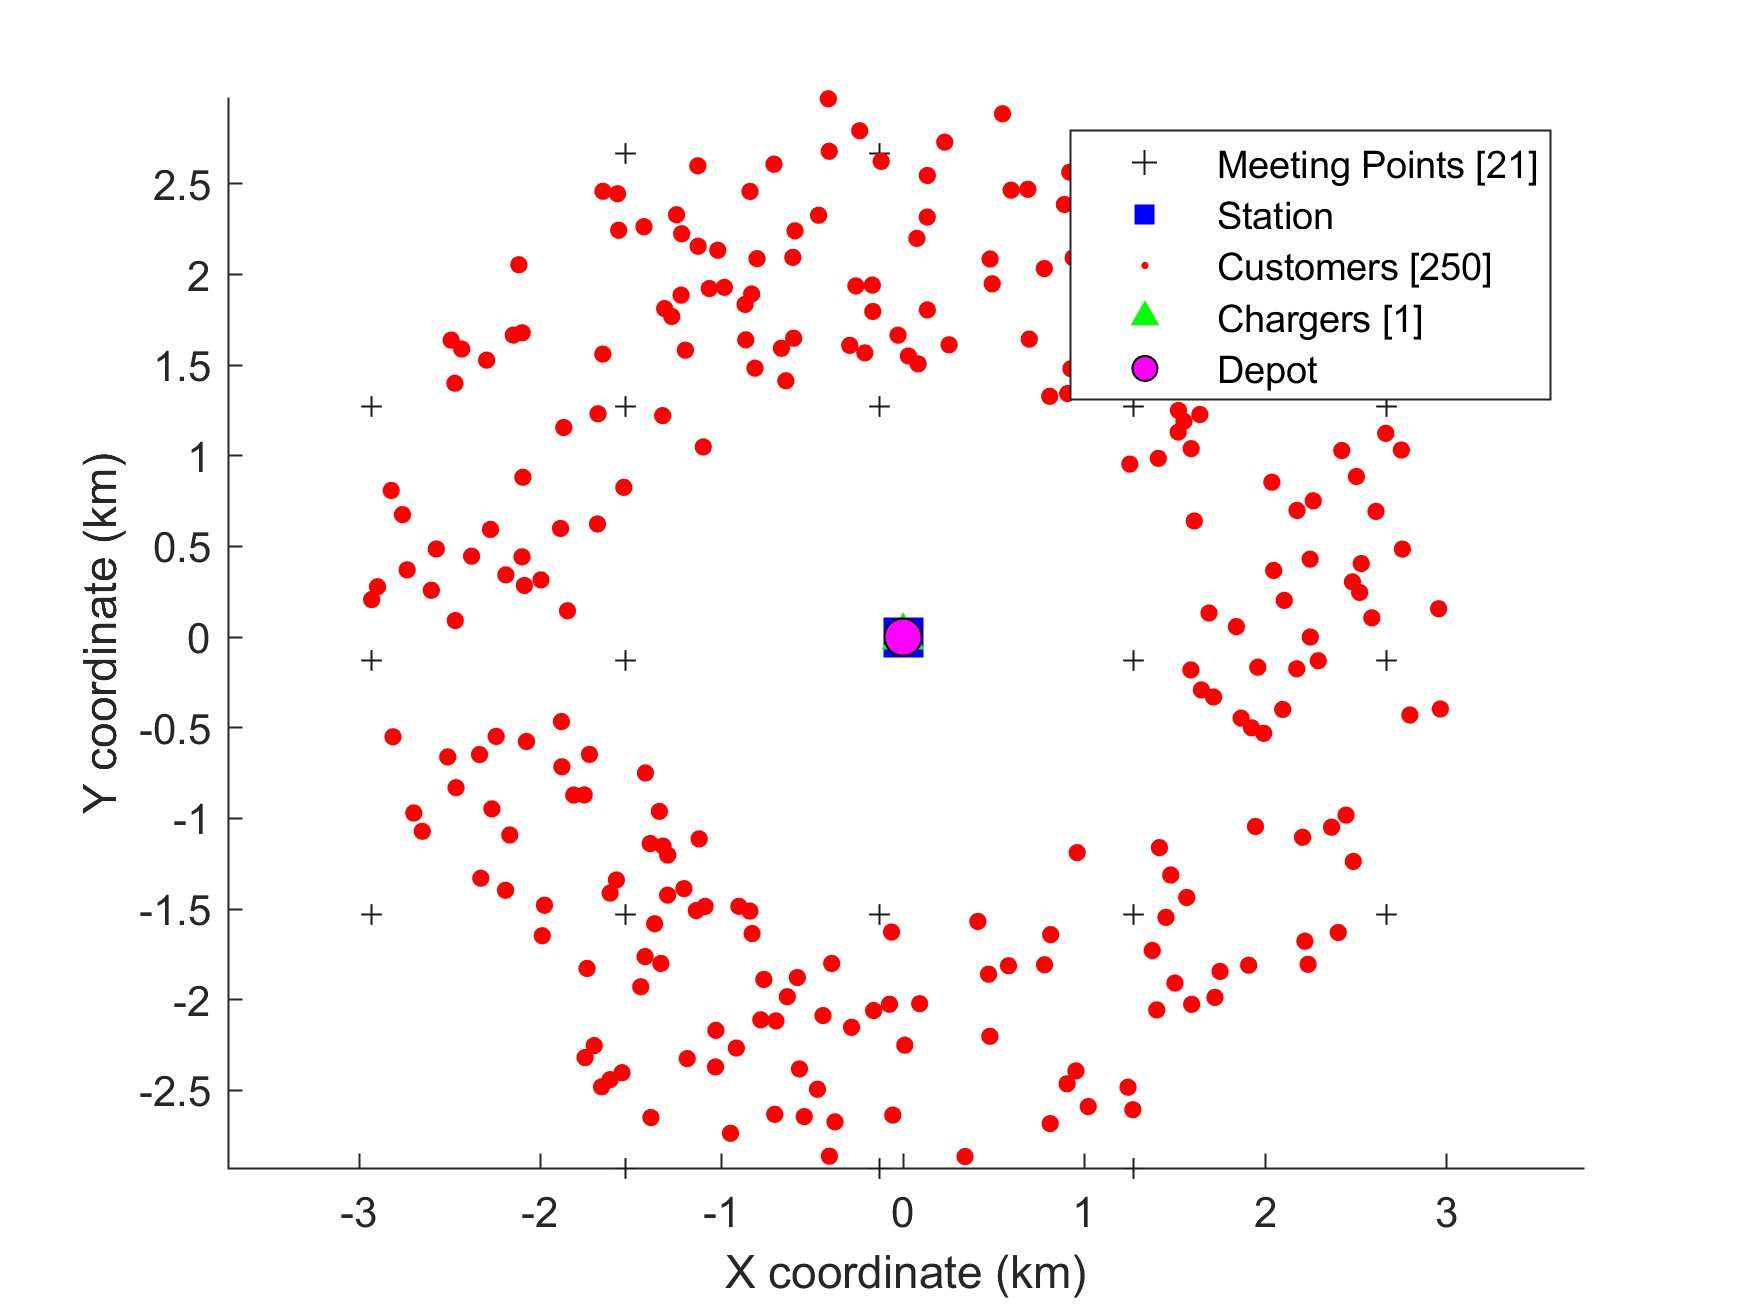 Meeting Points [21]
Station
Customers [250]
Chargers [1]
Depot
Y coordinate (km)
2.5
2
1.5
1
0.5
0
-0.5
-1
-1.5
-2
-2.5
-3 -2 -1 0 1 2 3
X coordinate (km)